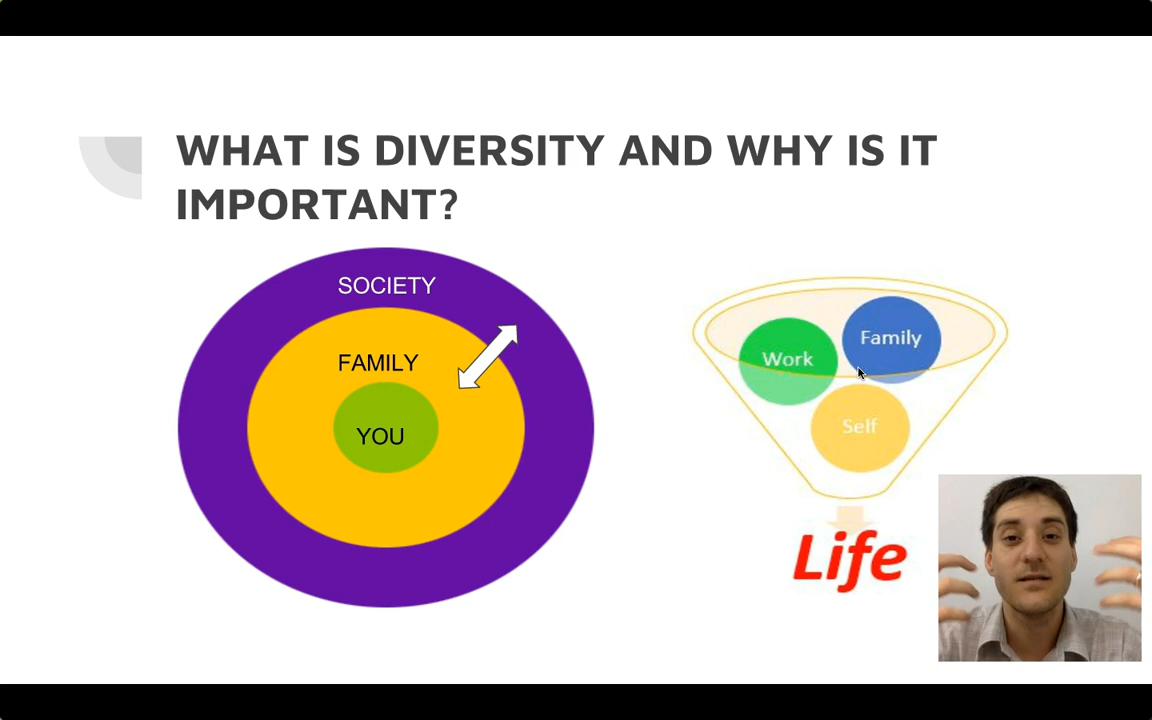 WHAT IS DIVERSITY AND WHY IS IT
IMPORTANT?
SOCIETY
FAMILY
YOU
Family
Work
Self
Life